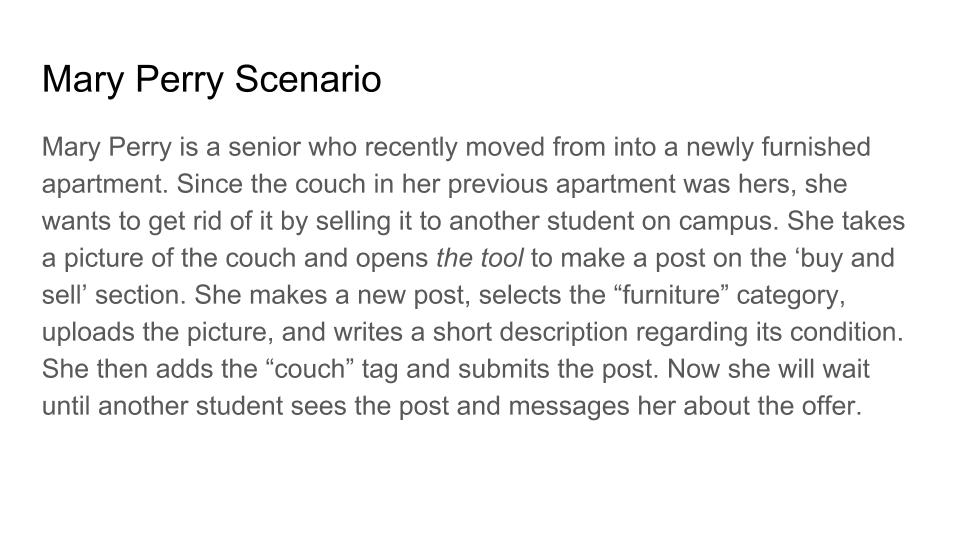 Mary Perry Scenario
Mary Perry is a senior who recently moved from into a newly furnished
apartment. Since the couch in her previous apartment was hers, she
wants to get rid of it by selling it to another student on campus. She takes
a picture of the couch and opens the tool to make a post on the ‘buy and
sell’ section. She makes a new post, selects the “furniture” category,
uploads the picture, and writes a short description regarding its condition.
She then adds the “couch” tag and submits the post. Now she will wait
until another student sees the post and messages her about the offer.